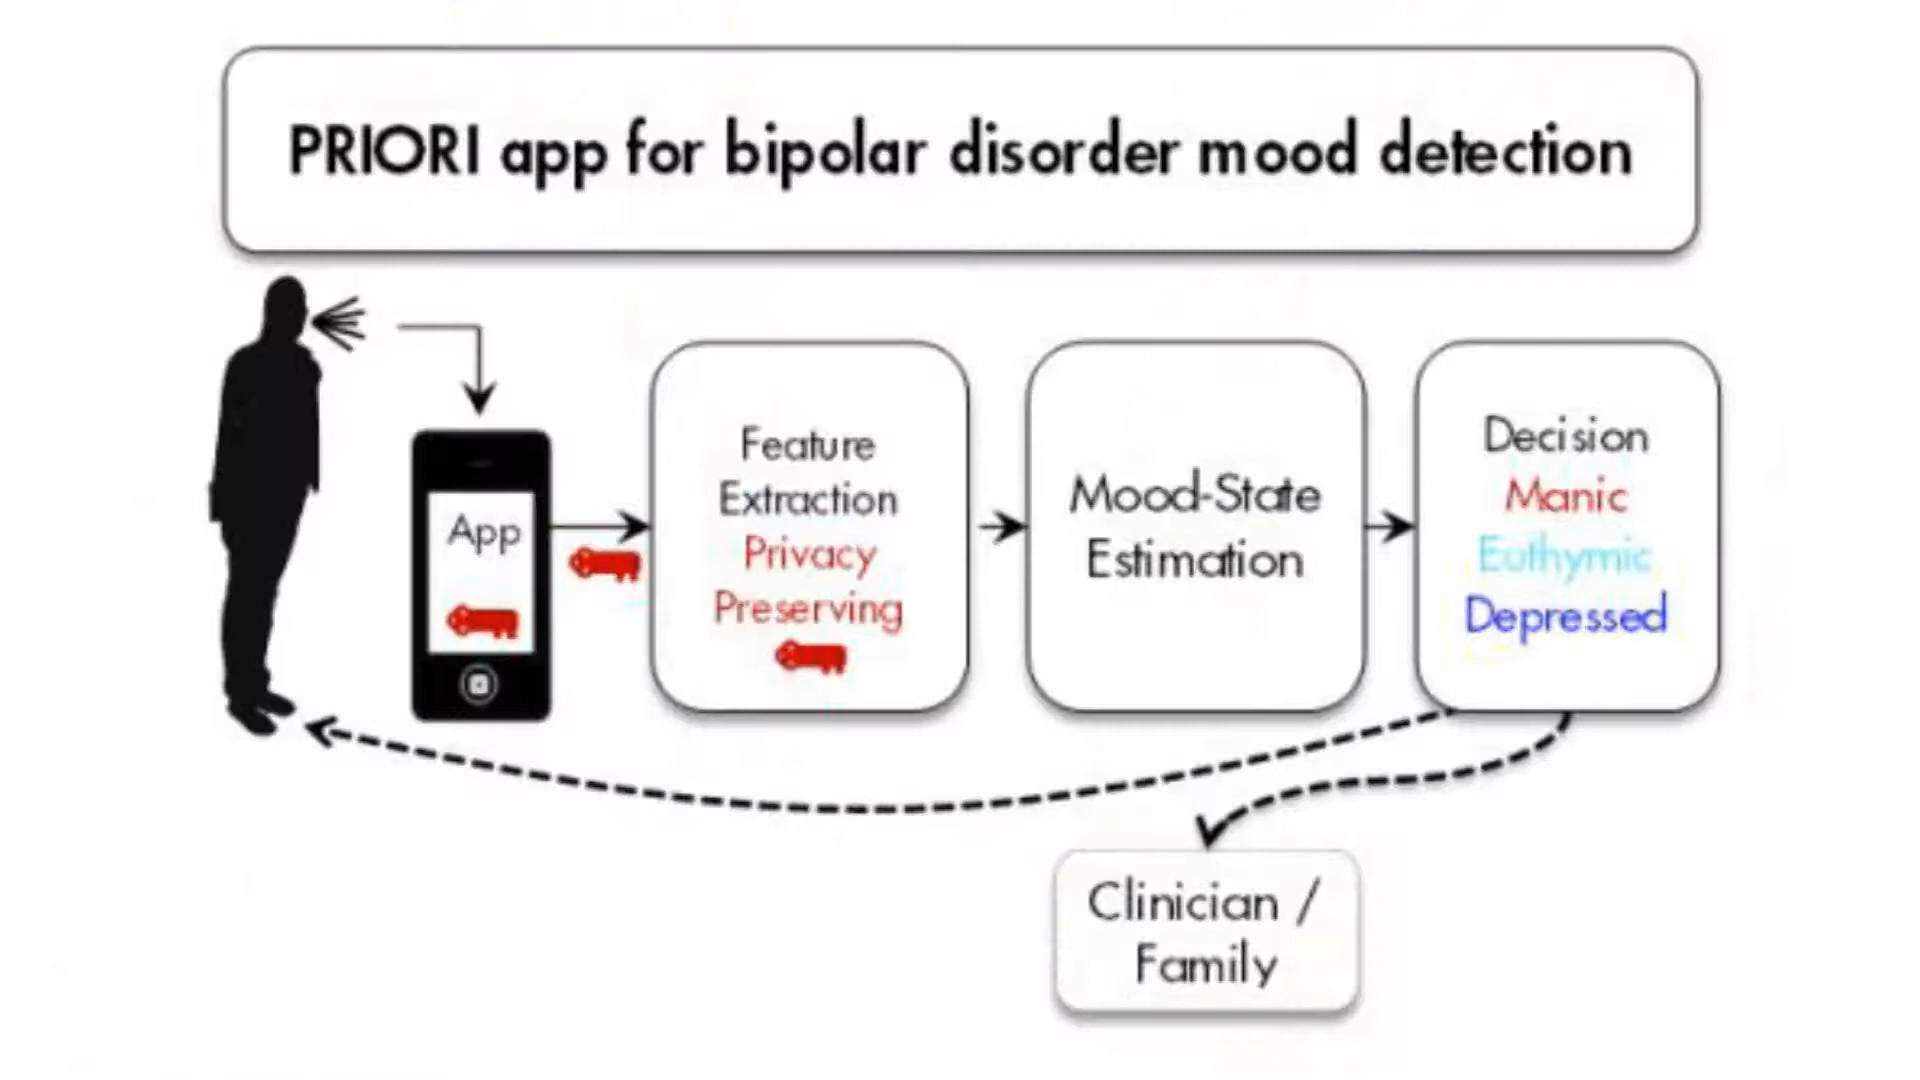 PRIORI app for bipolar disorder mood detection
App
Feature
Extraction
Privacy
Preserving
Mood-State
Estimation
Decision
Manic
Euthymic
Depressed
Clinician /
Family